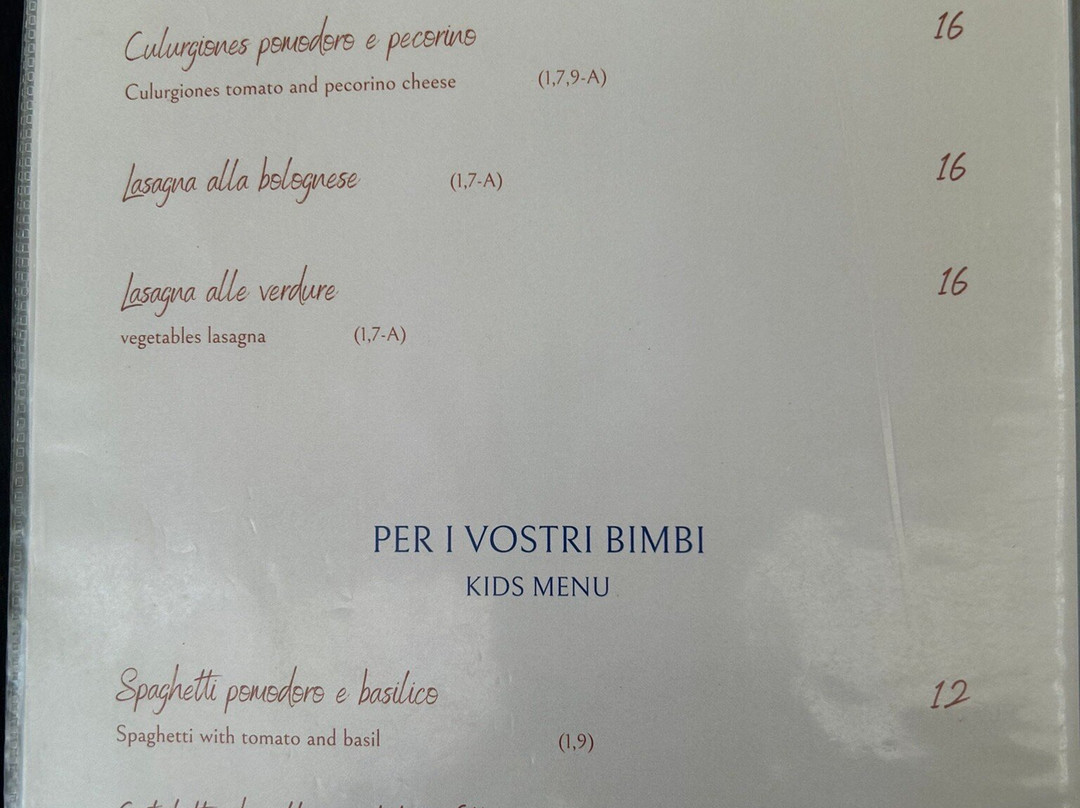 Culurgiones pomodoro e pecorino 16
Culurgiones tomato and pecorino cheese (1,7,9-A)
Lasagna alla bolognese (1,7-A) 16
Lasagna alle verdure 16
vegetables lasagna (1,7-A)
PER I VOSTRI BIMBI
KIDS MENU
Spaghetti pomodoro e basilico 12
Spaghetti with tomato and basil (1,9)